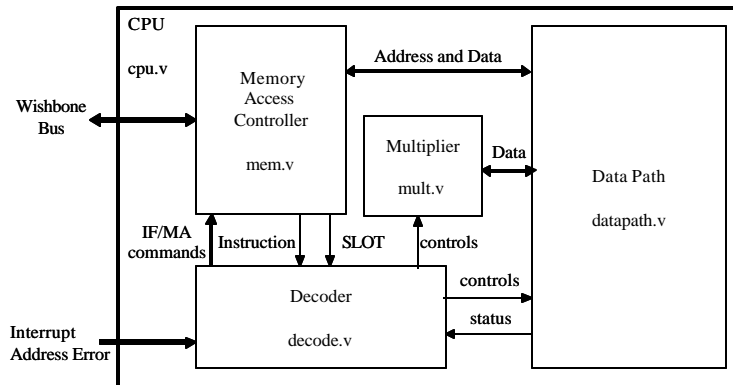 CPU
cpu.v
Wishbone
Bus
Memory
Access
Controller
mem.v
Address and Data
Multiplier
mult.v
Data
Data Path
datapath.v
IF/MA
commands
Instruction
SLOT
controls
Decoder
decode.v
controls
status
Interrupt
Address Error